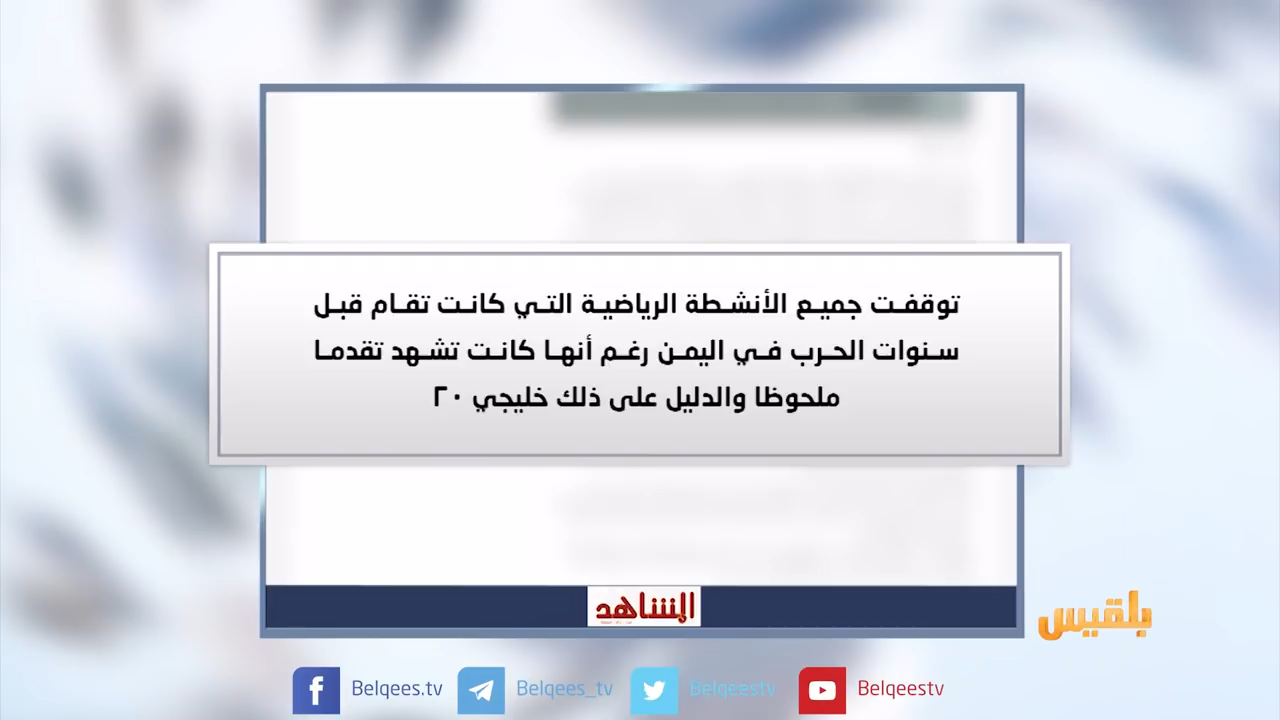 توقفت جميع الأنشطة الرياضية التي كانت تقام قبل
سنوات الحرب في اليمن رغم أنها كانت تشهد تقدما
ملحوظا والدليل على ذلك خليجي ٢٠
المشاهد
بلقيس
Belqees.tv
Belqees_tv
Belqeestv
Belqeestv